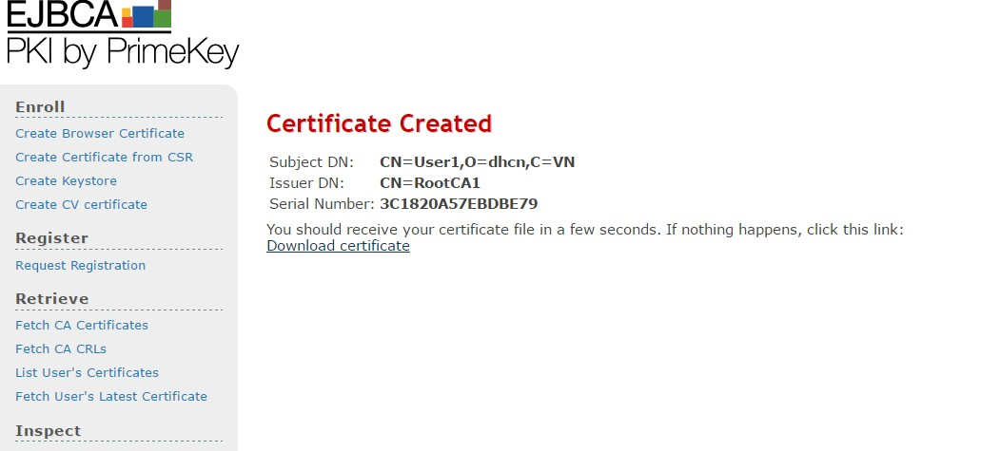 EJBCA
PKI by PrimeKey
Enroll
Create Browser Certificate
Create Certificate from CSR
Create Keystore
Create CV certificate
Register
Request Registration
Retrieve
Fetch CA Certificates
Fetch CA CRLs
List User's Certificates
Fetch User's Latest Certificate
Inspect
Certificate Created
Subject DN: CN=User1,O=dhcn,C=VN
Issuer DN: CN=RootCA1
Serial Number: 3C1820A57EBDBE79
You should receive your certificate file in a few seconds. If nothing happens, click this link:
Download certificate